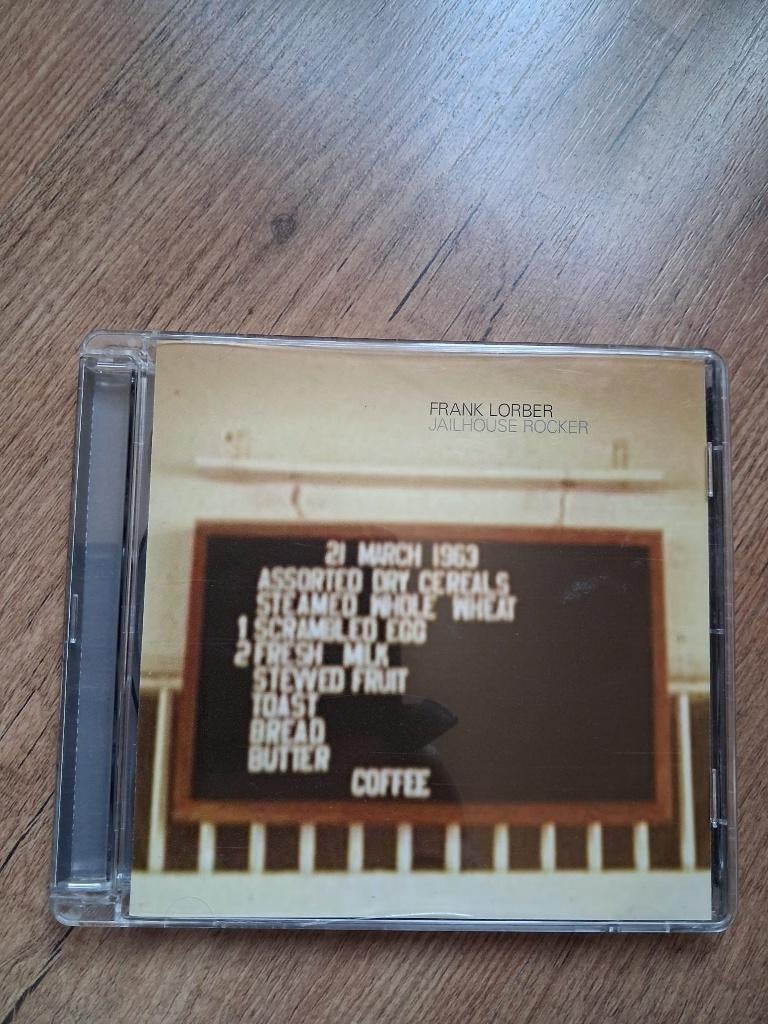 FRANK LORBER
JAILHOUSE ROCKER
21 MARCH 1963
ASSORTED DRY CEREALS
STEAMED WHOLE WHEAT
1 SCRAMBLED EGG
2 FRESH MILK
STEWED FRUIT
TOAST
BREAD
BUTTER
COFFEE